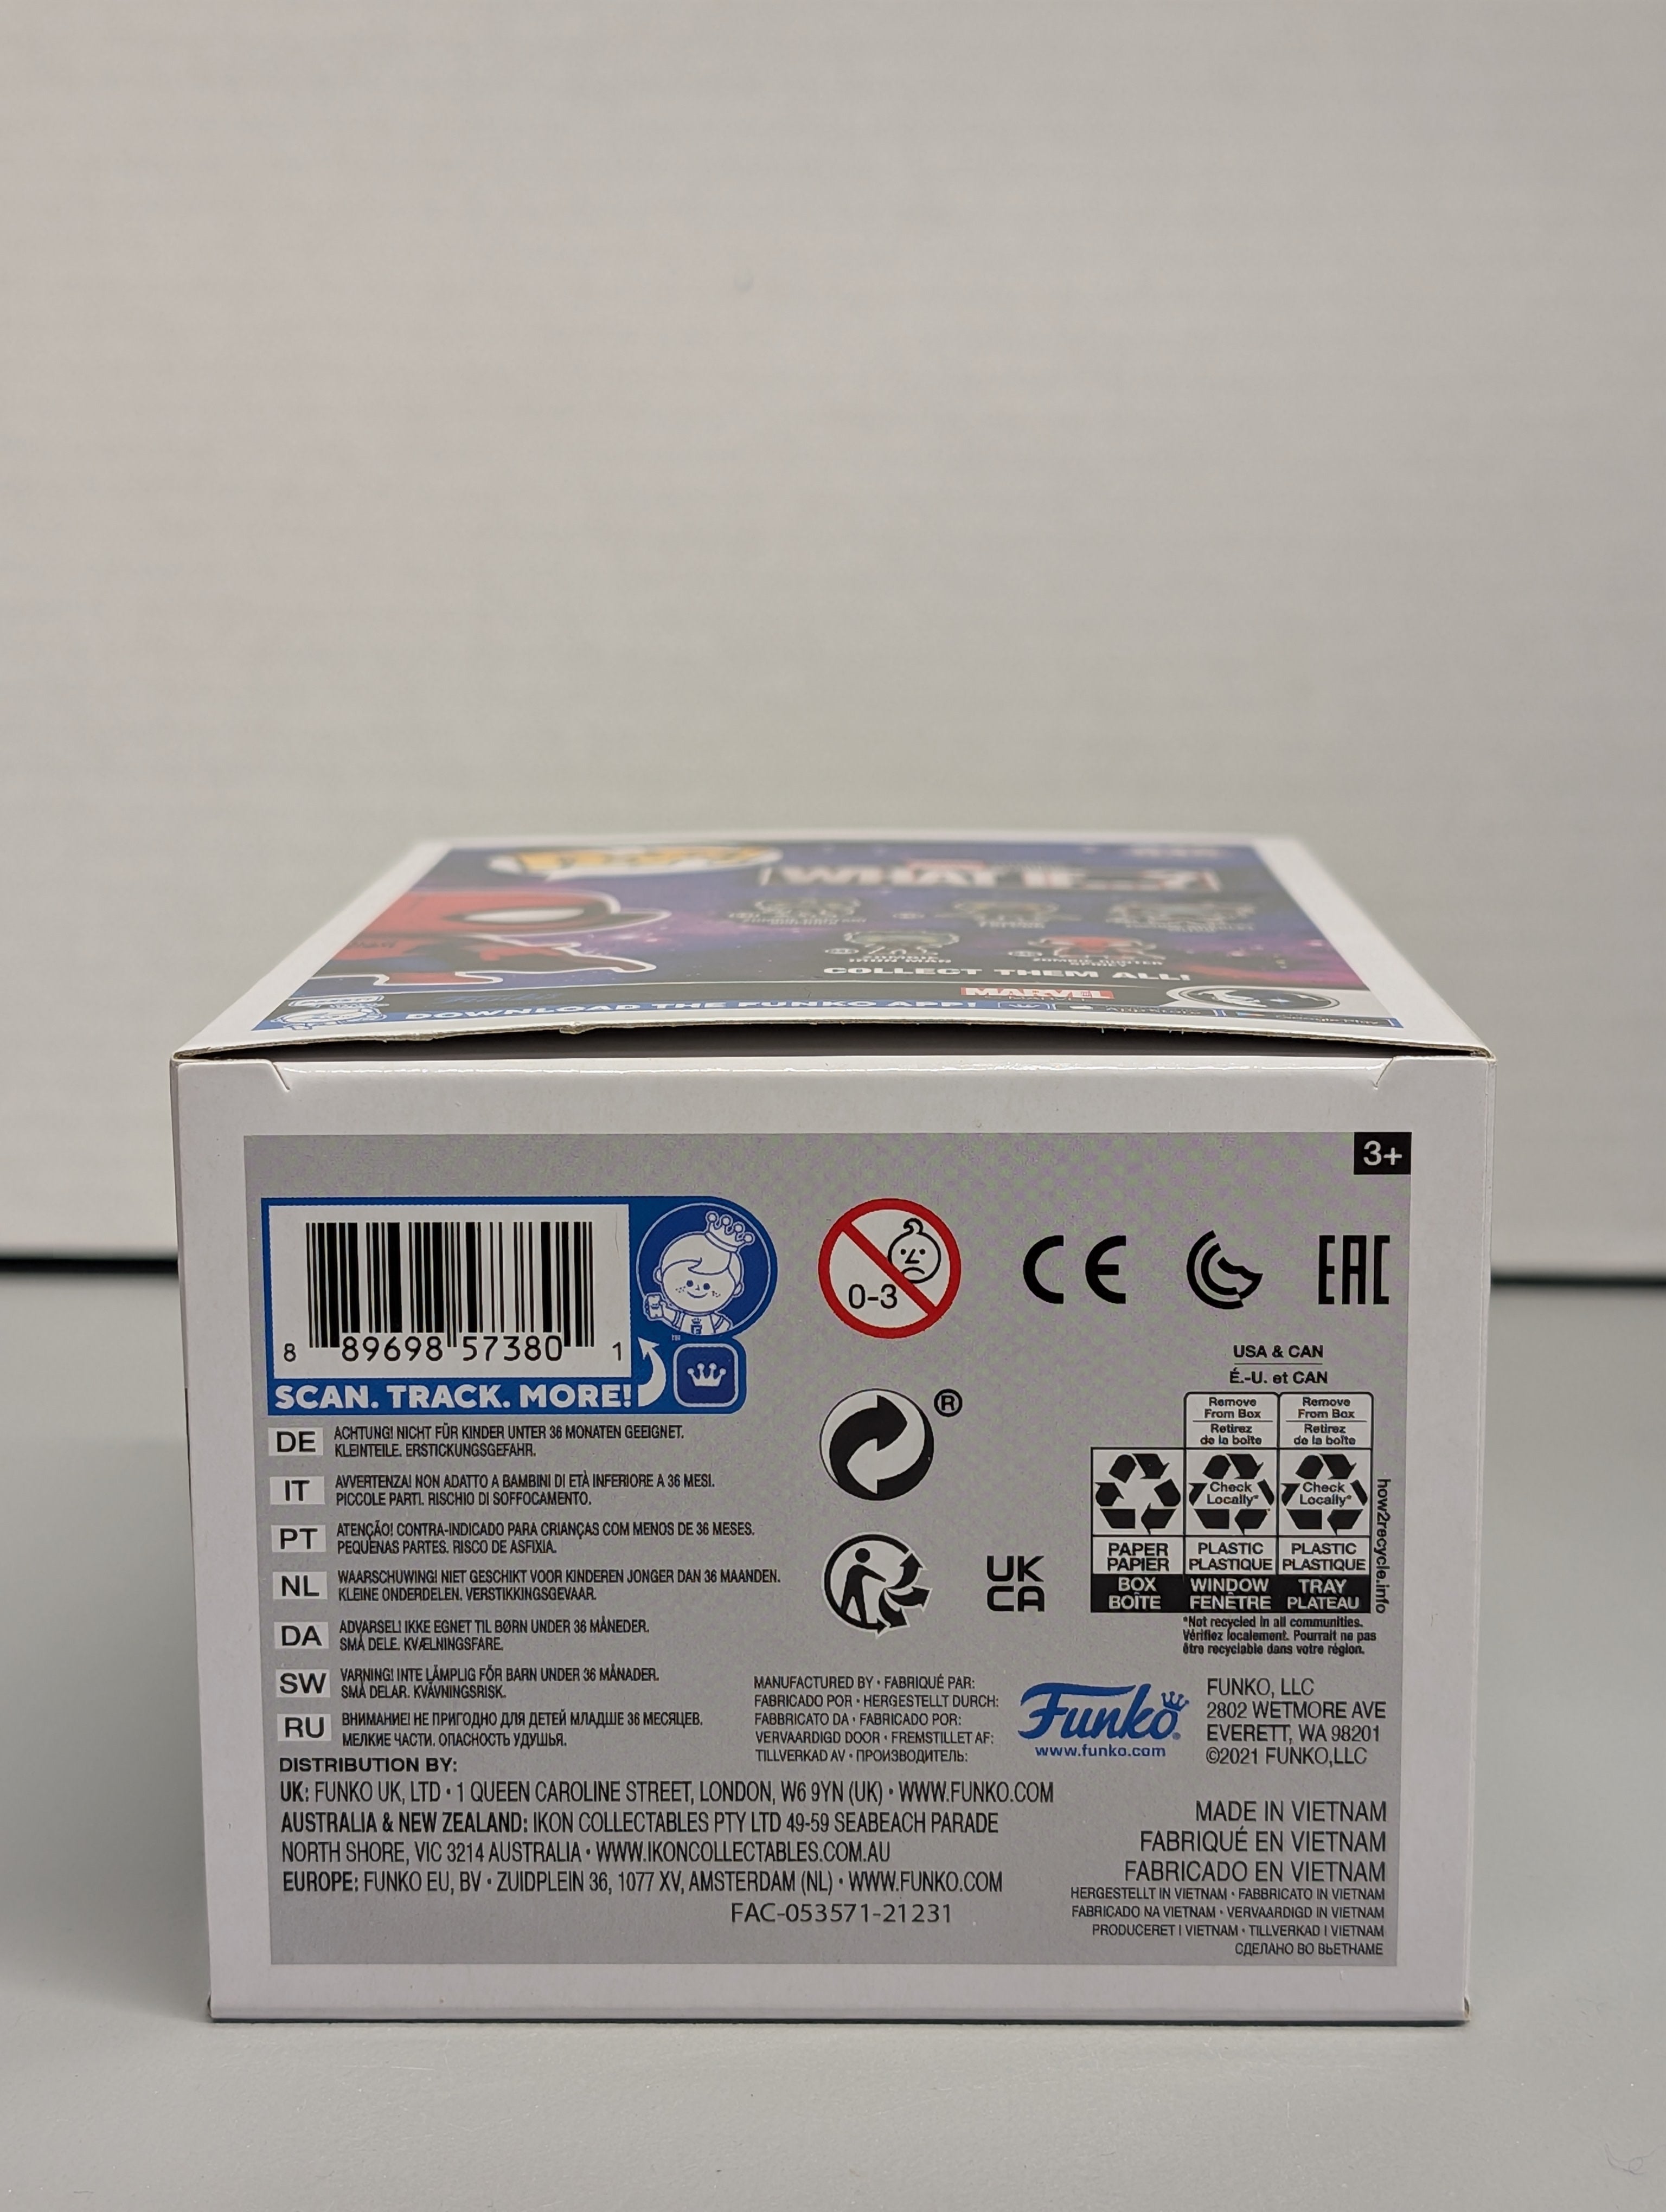 WHAT IF...?
COLLECT THEM ALL!
MARVEL
DOWNLOAD THE FUNKO APP!
3+
8 89698 57380 1
SCAN. TRACK. MORE!
™
DE ACHTUNG! NICHT FÜR KINDER UNTER 36 MONATEN GEEIGNET.
KLEINTEILE. ERSTICKUNGSGEFAHR.
IT AVVERTENZA! NON ADATTO A BAMBINI DI ETÀ INFERIORE A 36 MESI.
PICCOLE PARTI. RISCHIO DI SOFFOCAMENTO.
PT ATENÇÃO! CONTRA-INDICADO PARA CRIANÇAS COM MENOS DE 36 MESES.
PEQUENAS PARTES. RISCO DE ASFIXIA.
NL WAARSCHUWING! NIET GESCHIKT VOOR KINDEREN JONGER DAN 36 MAANDEN.
KLEINE ONDERDELEN. VERSTIKKINGSGEVAAR.
DA ADVARSEL! IKKE EGNET TIL BØRN UNDER 36 MÅNEDER.
SMÅ DELE. KVÆLNINGSFARE.
SW VARNING! INTE LÄMPLIG FÖR BARN UNDER 36 MÅNADER.
SMÅ DELAR. KVÄVNINGSRISK.
RU ВНИМАНИЕ! НЕ ПРИГОДНО ДЛЯ ДЕТЕЙ МЛАДШЕ 36 МЕСЯЦЕВ.
МЕЛКИЕ ЧАСТИ. ОПАСНОСТЬ УДУШЬЯ.
0-3
CE
EAC
®
UK
CA
USA & CAN
É.-U. et CAN
Remove
From Box
Retirez
de la boîte
Remove
From Box
Retirez
de la boîte
Check
Locally*
Check
Locally*
PAPER
PAPIER
PLASTIC
PLASTIQUE
PLASTIC
PLASTIQUE
BOX
BOÎTE
WINDOW
FENÊTRE
TRAY
PLATEAU
how2recycle.info
*Not recycled in all communities.
Vérifiez localement. Pourrait ne pas
être recyclable dans votre région.
MANUFACTURED BY • FABRIQUÉ PAR:
FABRICADO POR • HERGESTELLT DURCH:
FABBRICATO DA • FABRICADO POR:
VERVAARDIGD DOOR • FREMSTILLET AF:
TILLVERKAD AV • ПРОИЗВОДИТЕЛЬ:
Funko®
www.funko.com
FUNKO, LLC
2802 WETMORE AVE
EVERETT, WA 98201
©2021 FUNKO,LLC
DISTRIBUTION BY:
UK: FUNKO UK, LTD • 1 QUEEN CAROLINE STREET, LONDON, W6 9YN (UK) • WWW.FUNKO.COM
AUSTRALIA & NEW ZEALAND: IKON COLLECTABLES PTY LTD 49-59 SEABEACH PARADE
NORTH SHORE, VIC 3214 AUSTRALIA • WWW.IKONCOLLECTABLES.COM.AU
EUROPE: FUNKO EU, BV • ZUIDPLEIN 36, 1077 XV, AMSTERDAM (NL) • WWW.FUNKO.COM
FAC-053571-21231
MADE IN VIETNAM
FABRIQUÉ EN VIETNAM
FABRICADO EN VIETNAM
HERGESTELLT IN VIETNAM • FABBRICATO IN VIETNAM
FABRICADO NA VIETNAM • VERVAARDIGD IN VIETNAM
PRODUCERET I VIETNAM • TILLVERKAD I VIETNAM
СДЕЛАНО ВО ВЬЕТНАМЕ